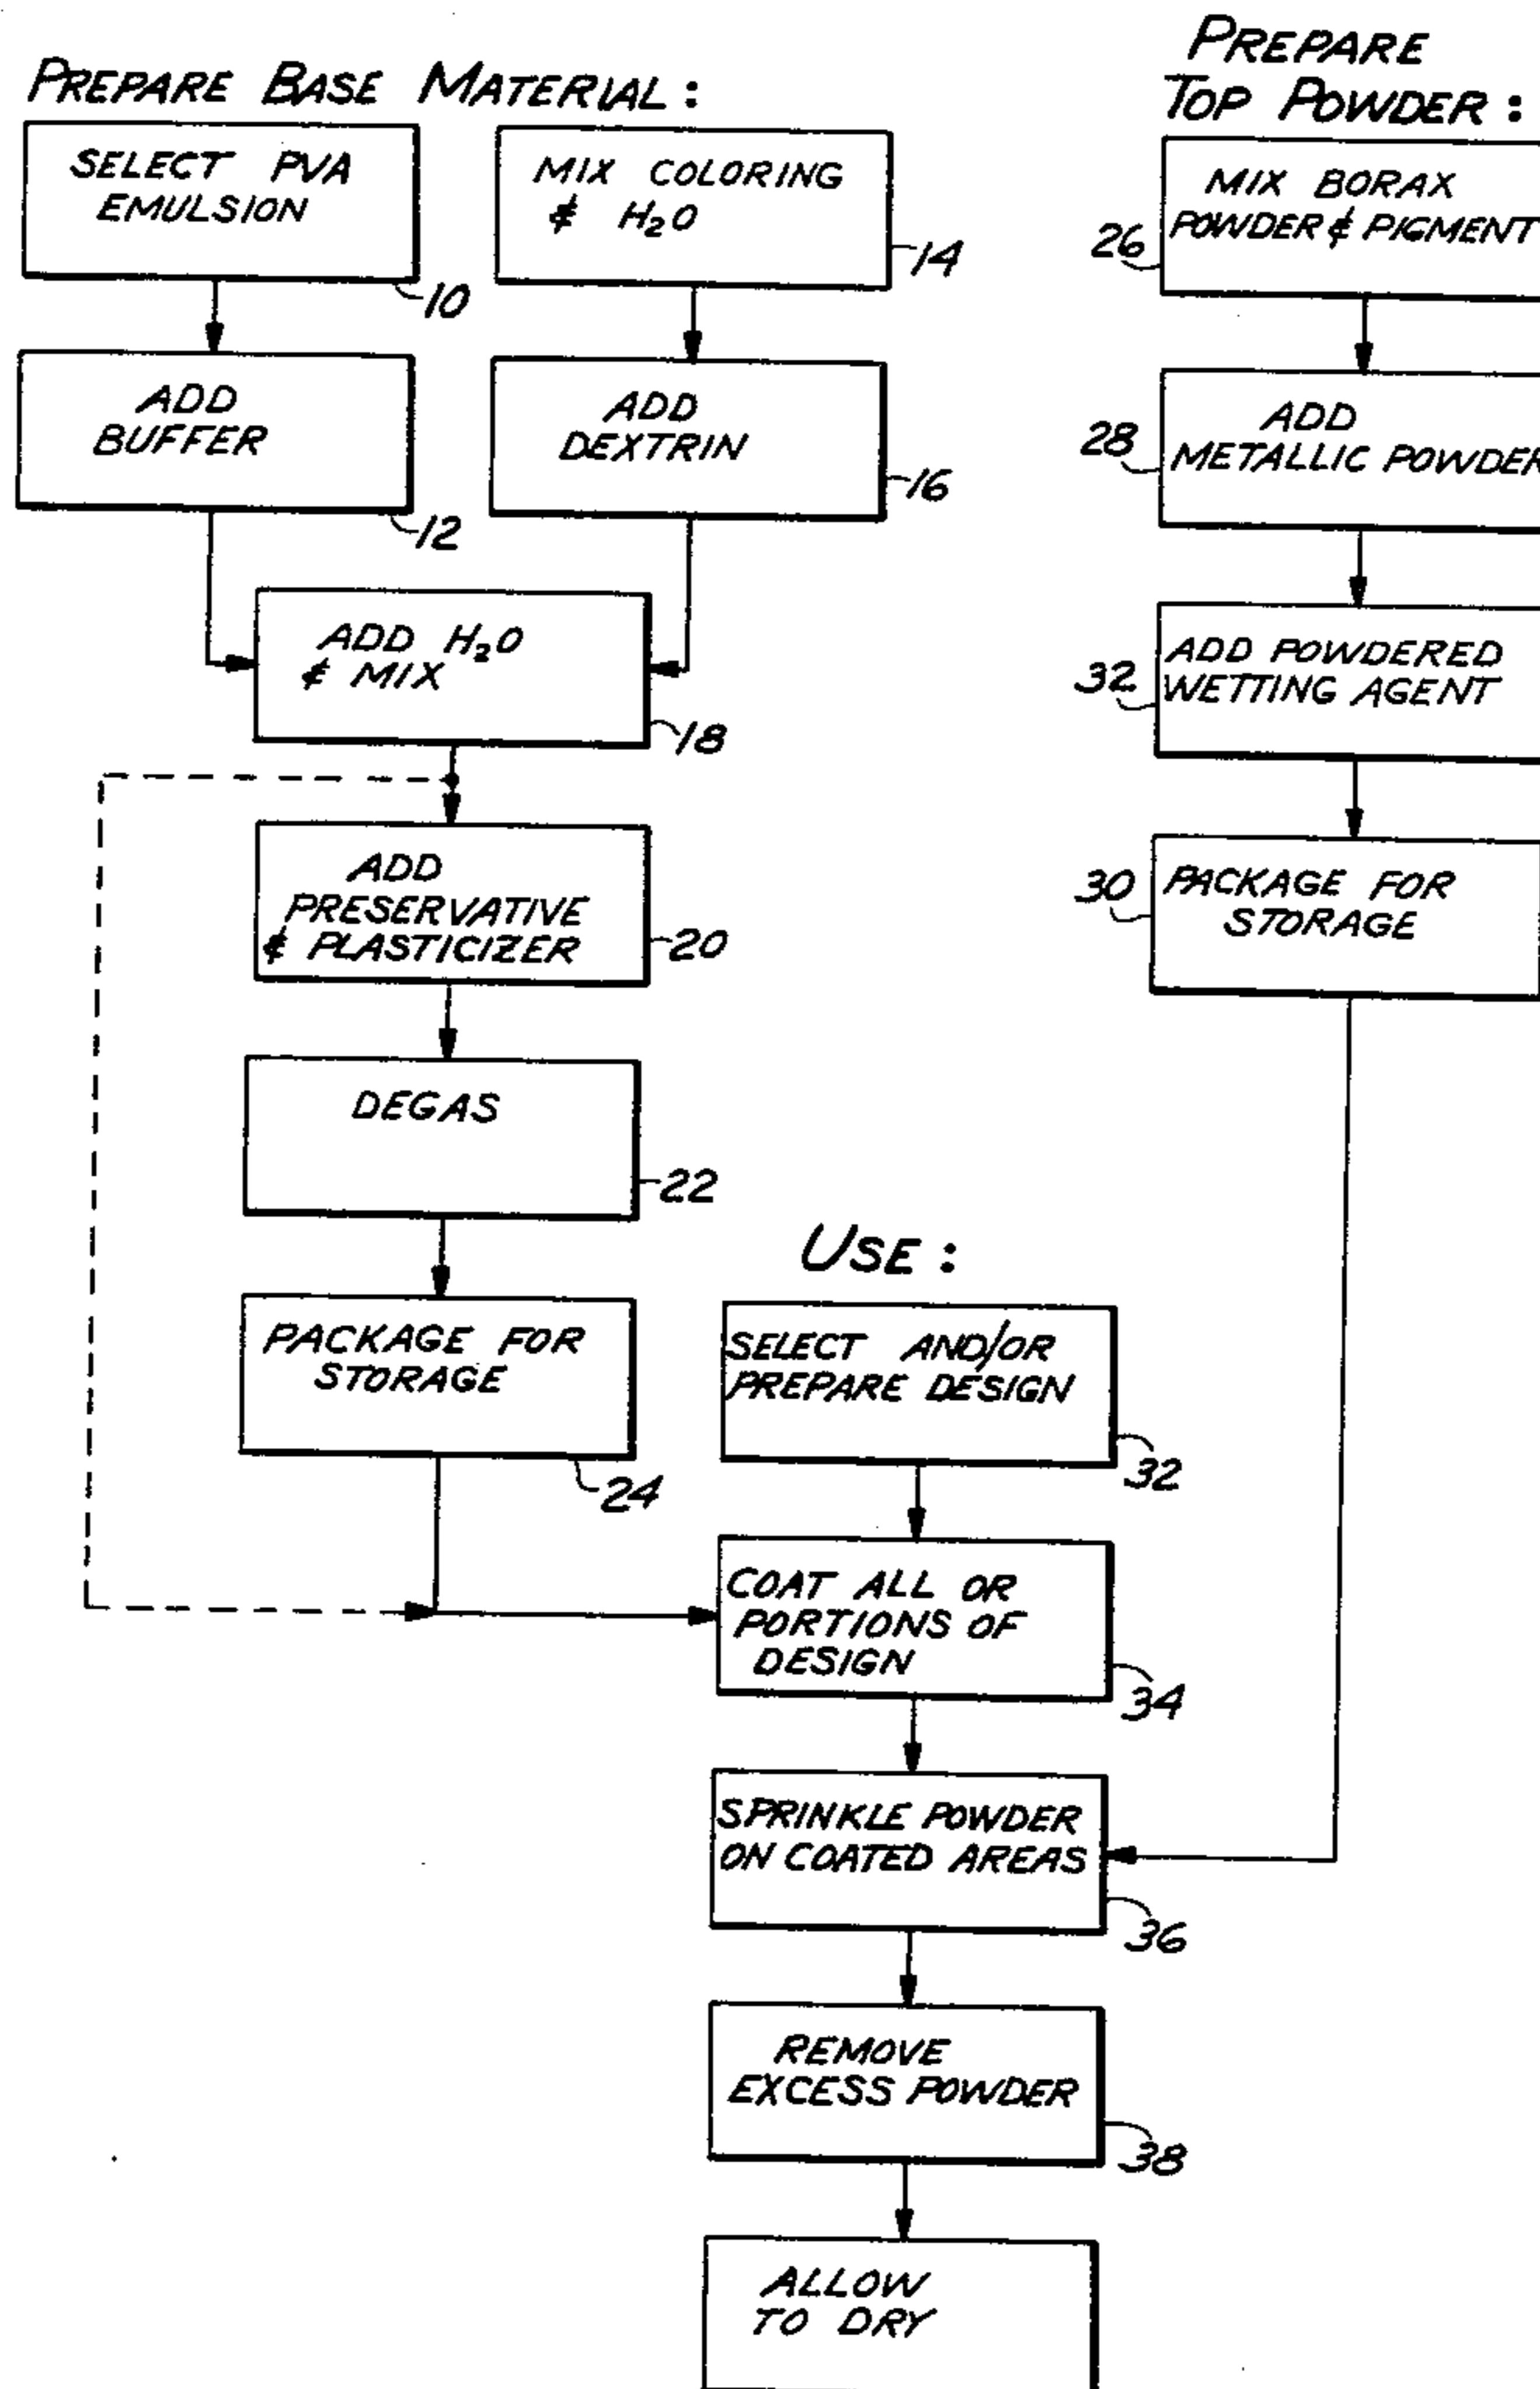 PREPARE BASE MATERIAL:
SELECT PVA
EMULSION
10
ADD
BUFFER
12
MIX COLORING
& H₂O
14
ADD
DEXTRIN
16
ADD H₂O
& MIX
18
ADD
PRESERVATIVE
& PLASTICIZER
20
DEGAS
22
PACKAGE FOR
STORAGE
24
PREPARE
TOP POWDER:
MIX BORAX
POWDER & PIGMENT
26
ADD
METALLIC POWDER
28
ADD POWDERED
WETTING AGENT
32
PACKAGE FOR
STORAGE
30
USE:
SELECT AND/OR
PREPARE DESIGN
32
COAT ALL OR
PORTIONS OF
DESIGN
34
SPRINKLE POWDER
ON COATED AREAS
36
REMOVE
EXCESS POWDER
38
ALLOW
TO DRY